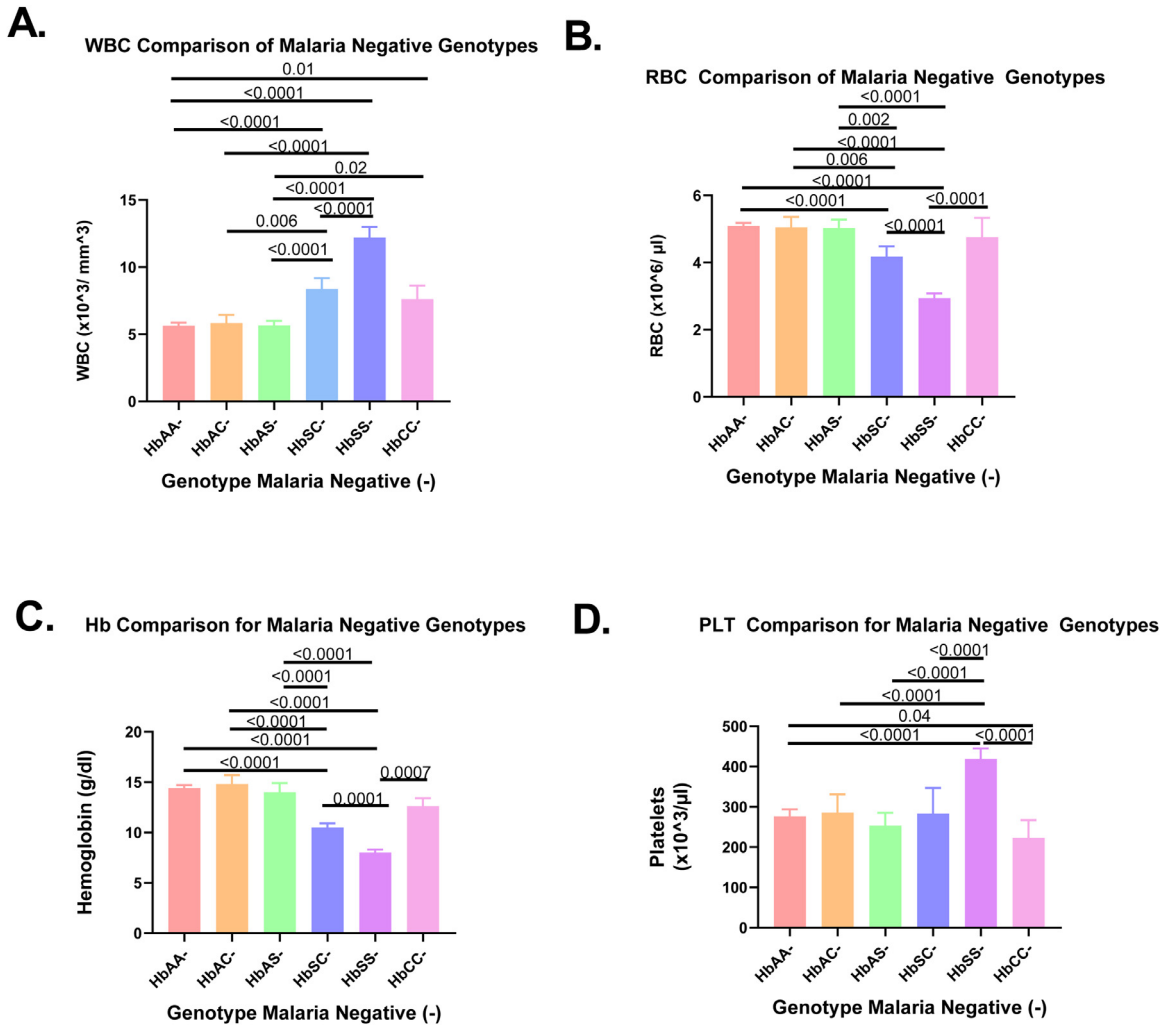 A.
WBC Comparison of Malaria Negative Genotypes
0.01
<0.0001
<0.0001
<0.0001
0.02
<0.0001
<0.0001
0.006
<0.0001
15
10
5
0
WBC (x10^3/ mm^3)
HbAA-
HbAC-
HbAS-
HbSC-
HbSS-
HbCC-
Genotype Malaria Negative (-)
B.
RBC Comparison of Malaria Negative Genotypes
<0.0001
0.002
<0.0001
0.006
<0.0001
<0.0001
<0.0001
<0.0001
6
4
2
0
RBC (x10^6/ µl)
HbAA-
HbAC-
HbAS-
HbSC-
HbSS-
HbCC-
Genotype Malaria Negative (-)
C.
Hb Comparison for Malaria Negative Genotypes
<0.0001
<0.0001
<0.0001
<0.0001
<0.0001
<0.0001
0.0007
0.0001
20
15
10
5
0
Hemoglobin (g/dl)
HbAA-
HbAC-
HbAS-
HbSC-
HbSS-
HbCC-
Genotype Malaria Negative (-)
D.
PLT Comparison for Malaria Negative Genotypes
<0.0001
<0.0001
<0.0001
0.04
<0.0001
<0.0001
500
400
300
200
100
0
Platelets
(x10^3/µl)
HbAA-
HbAC-
HbAS-
HbSC-
HbSS-
HbCC-
Genotype Malaria Negative (-)